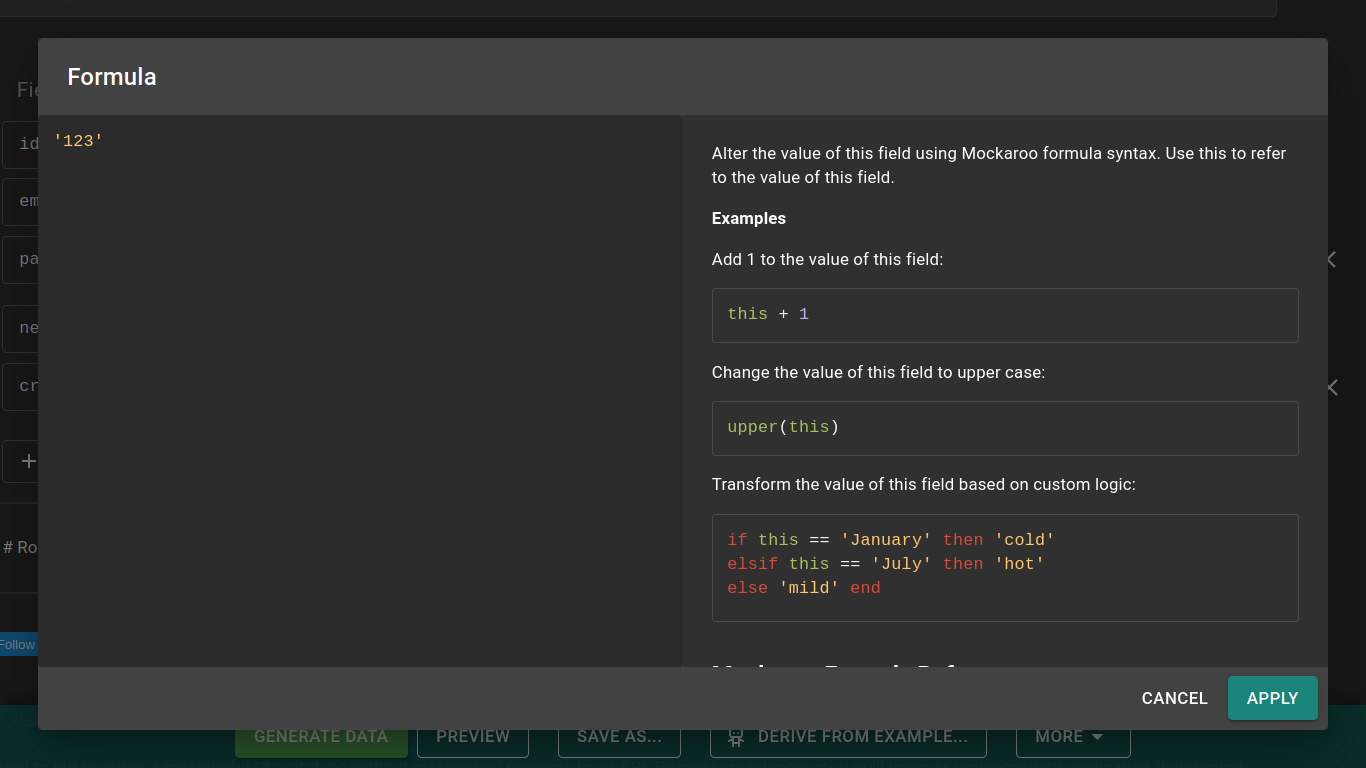 Formula
'123'
Alter the value of this field using Mockaroo formula syntax. Use this to refer
to the value of this field.
Examples
Add 1 to the value of this field:
this + 1
Change the value of this field to upper case:
upper(this)
Transform the value of this field based on custom logic:
if this == 'January' then 'cold'
elsif this == 'July' then 'hot'
else 'mild' end
CANCEL
APPLY
Fie
id
em
pa
ne
cr
+
# Ro
Follow
GENERATE DATA
PREVIEW
SAVE AS...
DERIVE FROM EXAMPLE...
MORE